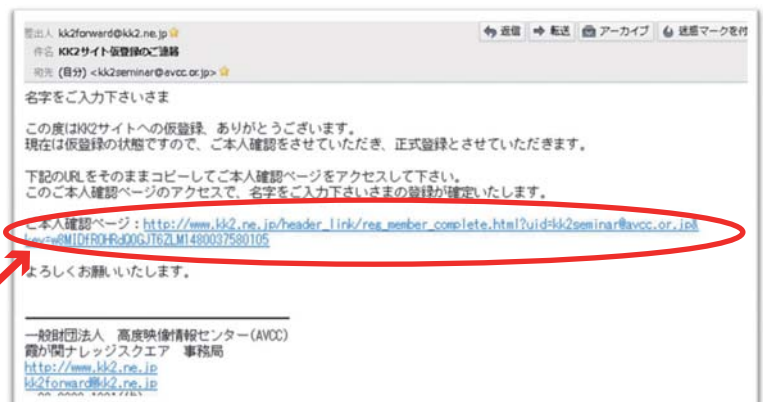 差出人 kk2forward@kk2.ne.jp
返信 転送 アーカイブ 迷惑マークを付
件名 KK2サイト仮登録のご連絡
宛先 (自分) <kk2seminar@avcc.or.jp>
名字をご入力下さいさま
この度はKK2サイトへの仮登録、ありがとうございます。
現在は仮登録の状態ですので、ご本人確認をさせていただき、正式登録とさせていただきます。
下記のURLをそのままコピーしてご本人確認ページをアクセスして下さい。
このご本人確認ページのアクセスで、名字をご入力下さいさまの登録が確定いたします。
ご本人確認ページ：http://www.kk2.ne.jp/header_link/reg_member_complete.html?uid=kk2seminar@avcc.or.jp&
よろしくお願いいたします。
一般財団法人 高度映像情報センター(AVCC)
霞が関ナレッジスクエア 事務局
http://www.kk2.ne.jp
kk2forward@kk2.ne.jp